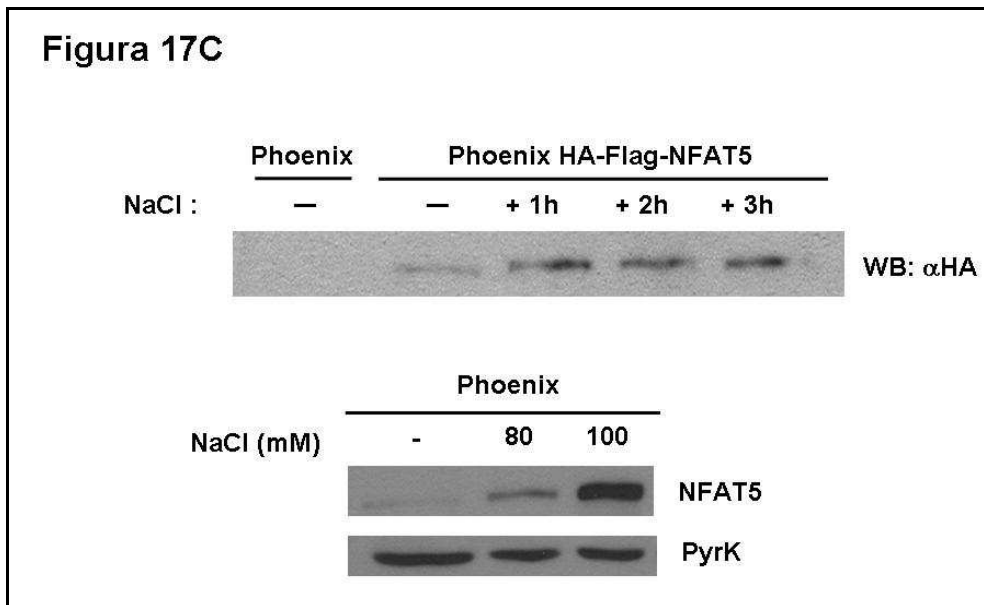 Figura 17C
Phoenix Phoenix HA-Flag-NFAT5
NaCl : — — + 1h + 2h + 3h
WB: αHA
Phoenix
NaCl (mM) - 80 100
NFAT5
PyrK